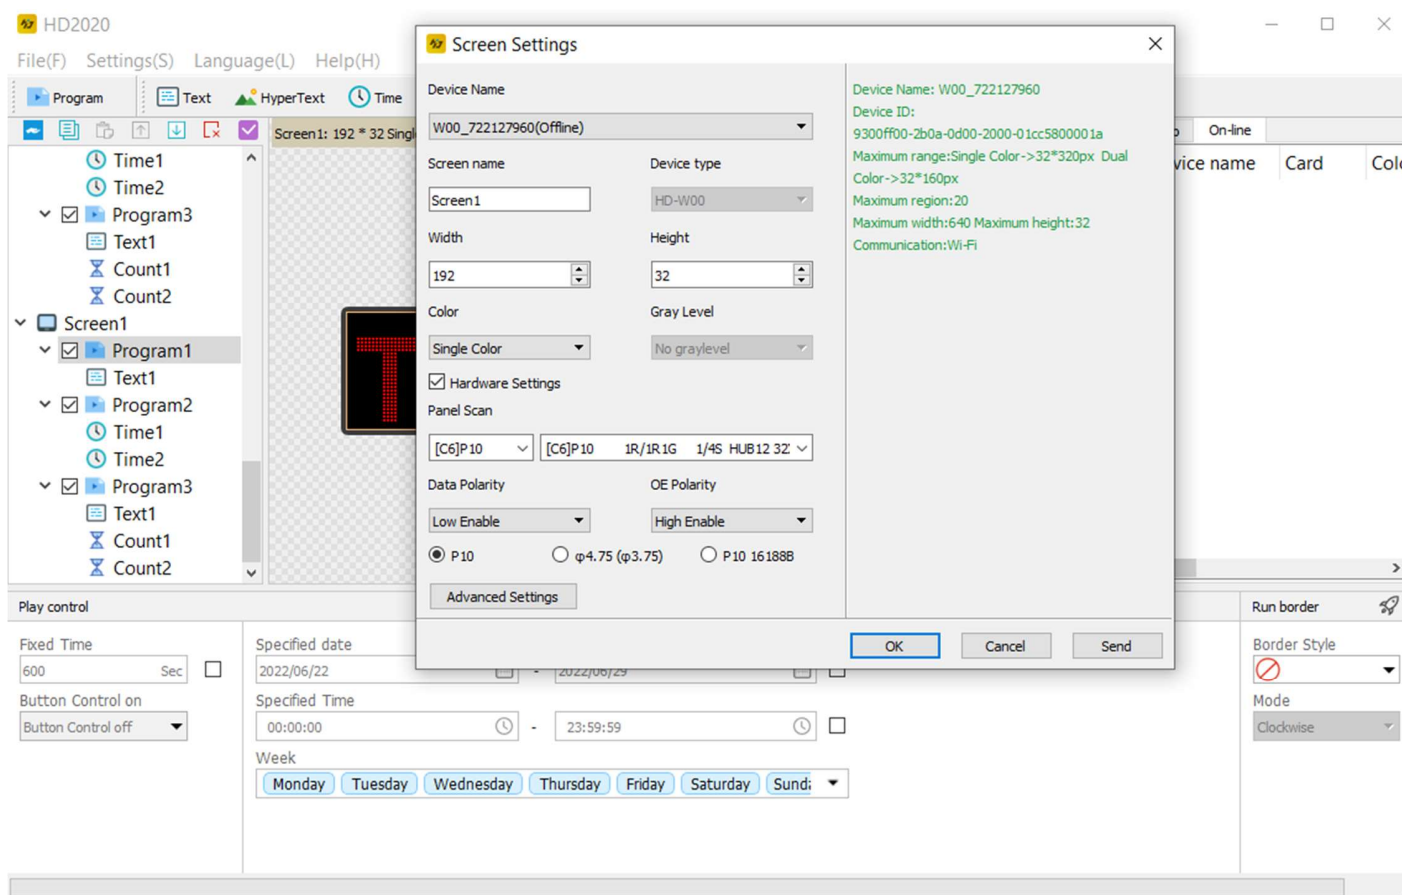 HD2020
File(F) Settings(S) Language(L) Help(H)
Program Text HyperText Time
Screen1: 192 * 32 Singl
Time1
Time2
Program3
Text1
Count1
Count2
Screen1
Program1
Text1
Program2
Time1
Time2
Program3
Text1
Count1
Count2
T
Screen Settings
Device Name
W00_722127960(Offline)
Screen name Device type
Screen1 HD-W00
Width Height
192 32
Color Gray Level
Single Color No graylevel
Hardware Settings
Panel Scan
[C6]P10 [C6]P10 1R/1R1G 1/4S HUB12 32
Data Polarity OE Polarity
Low Enable High Enable
P10 φ4.75 (φ3.75) P10 16188B
Advanced Settings
Device Name: W00_722127960
Device ID:
9300ff00-2b0a-0d00-2000-01cc5800001a
Maximum range:Single Color->32*320px Dual
Color->32*160px
Maximum region:20
Maximum width:640 Maximum height:32
Communication:Wi-Fi
OK Cancel Send
On-line
vice name Card Colo
Play control
Fixed Time
600 Sec
Button Control on
Button Control off
Specified date
2022/06/22 - 2022/06/29
Specified Time
00:00:00 - 23:59:59
Week
Monday Tuesday Wednesday Thursday Friday Saturday Sund
Run border
Border Style
Mode
Clockwise